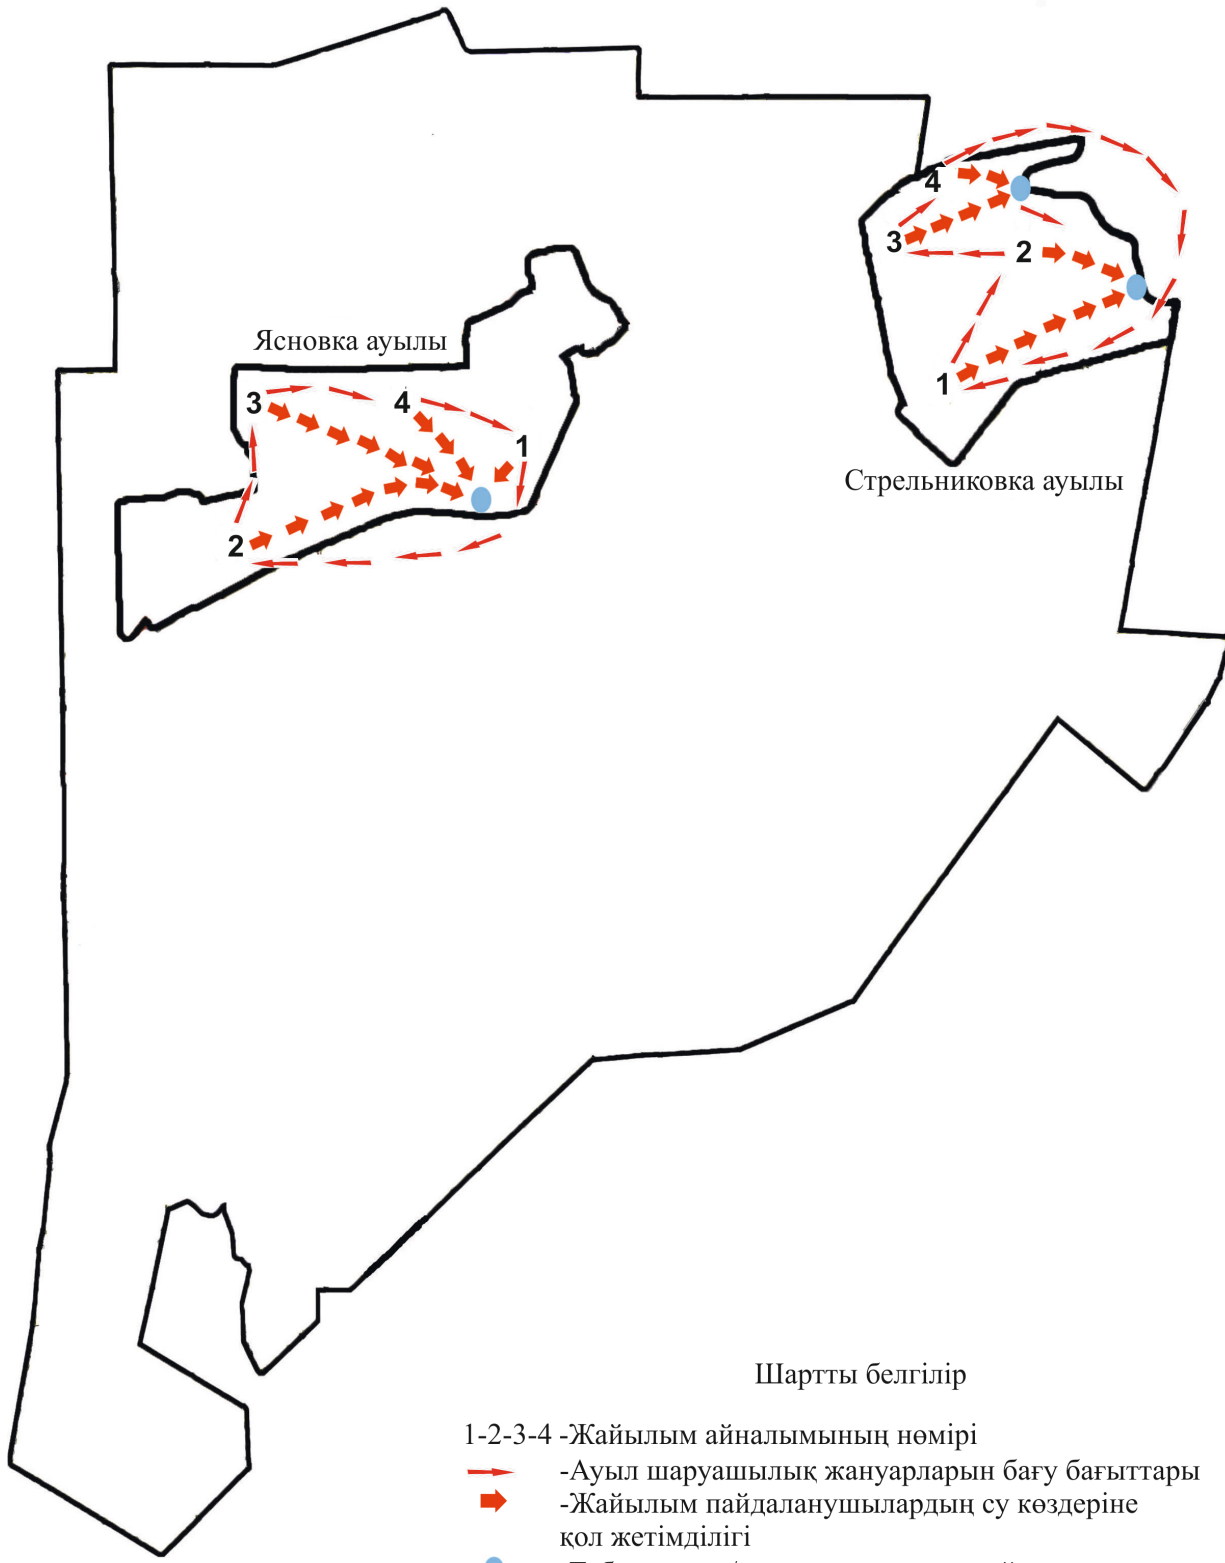 4
3
2
Ясновка ауылы
1
3
4
1
Стрельниковка ауылы
2
Шартты белгілір
1-2-3-4 -Жайылым айналымының нөмірі
-Ауыл шаруашылық жануарларын бағу бағыттары
-Жайылым пайдаланушылардың су көздеріне
қол жетімділігі